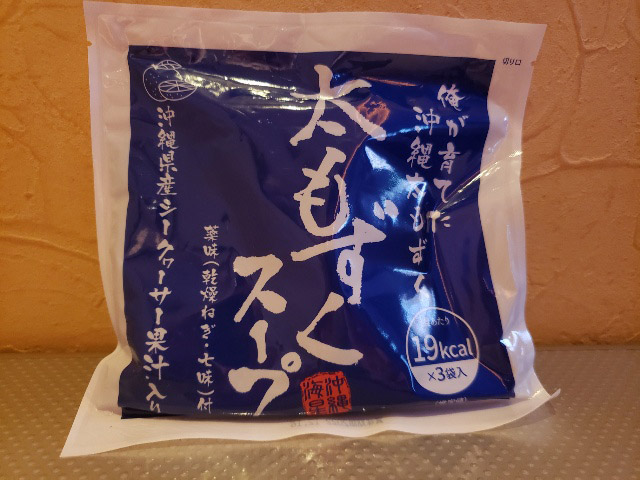 切り口
俺が育てた
沖縄太もずく
太もずく
スープ
薬味(乾燥ねぎ・七味)付
沖縄県産シークヮーサー果汁入り
19kcal
×3袋入
沖縄
海星